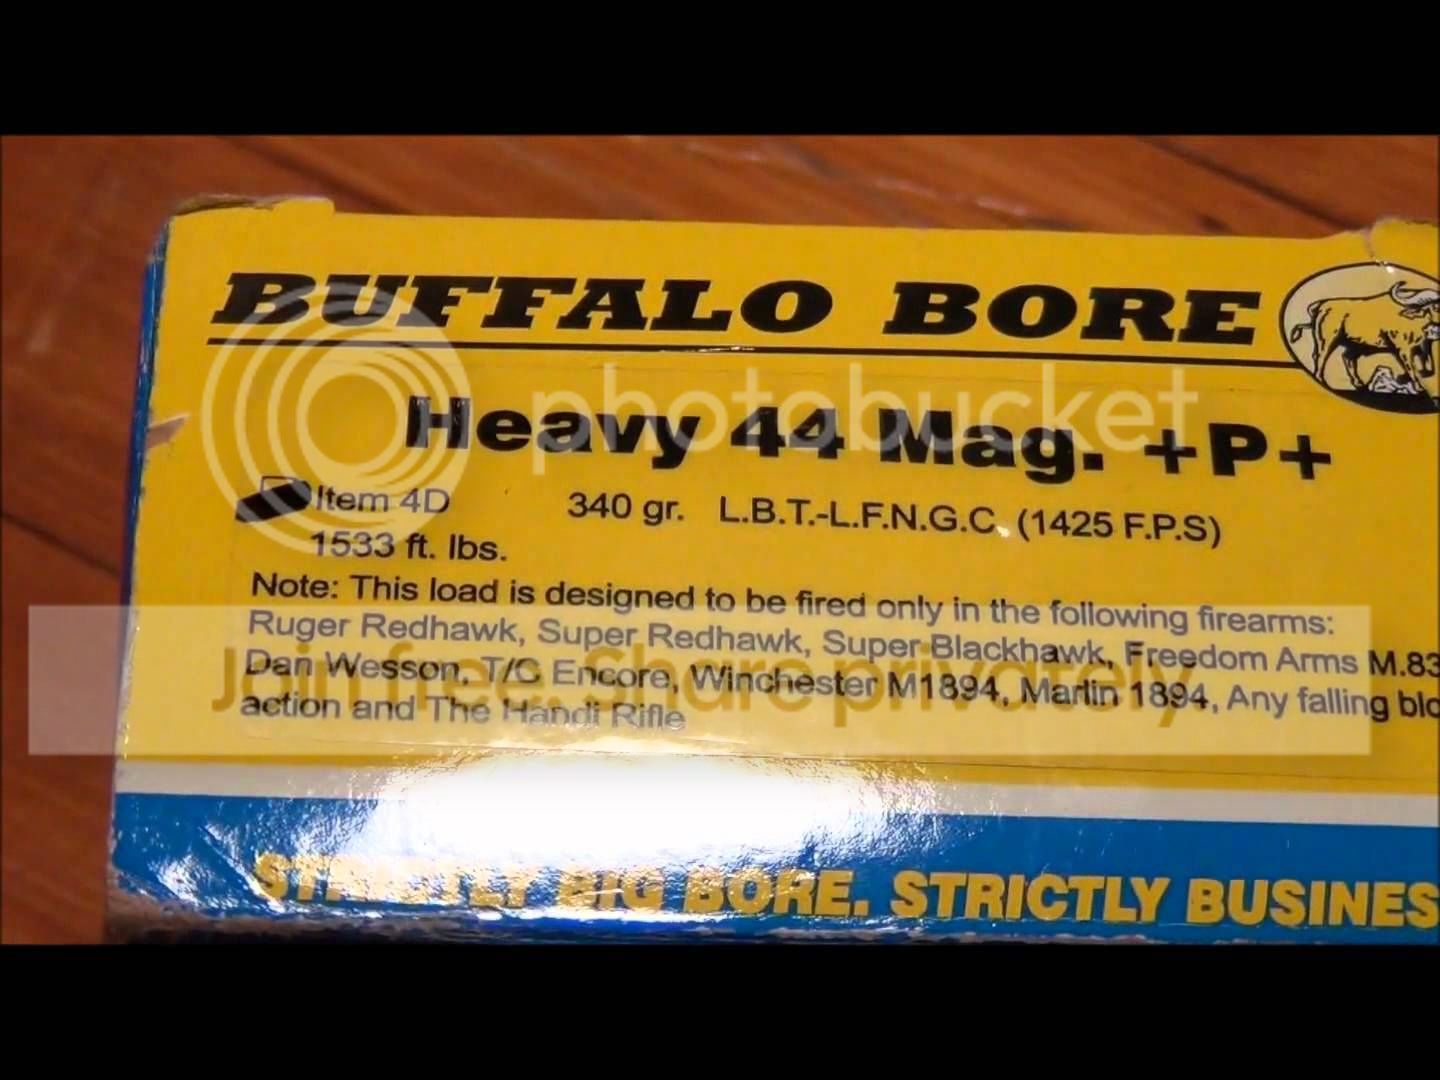 BUFFALO BORE
Heavy 44 Mag. +P+
Item 4D 340 gr. L.B.T.-L.F.N.G.C. (1425 F.P.S)
1533 ft. lbs.
Note: This load is designed to be fired only in the following firearms:
Ruger Redhawk, Super Redhawk, Super Blackhawk, Freedom Arms M.83
Dan Wesson, T/C Encore, Winchester M1894, Marlin 1894, Any falling blo
action and The Handi Rifle
STRICTLY BIG BORE. STRICTLY BUSINES
photobucket
Join free. Share privately.